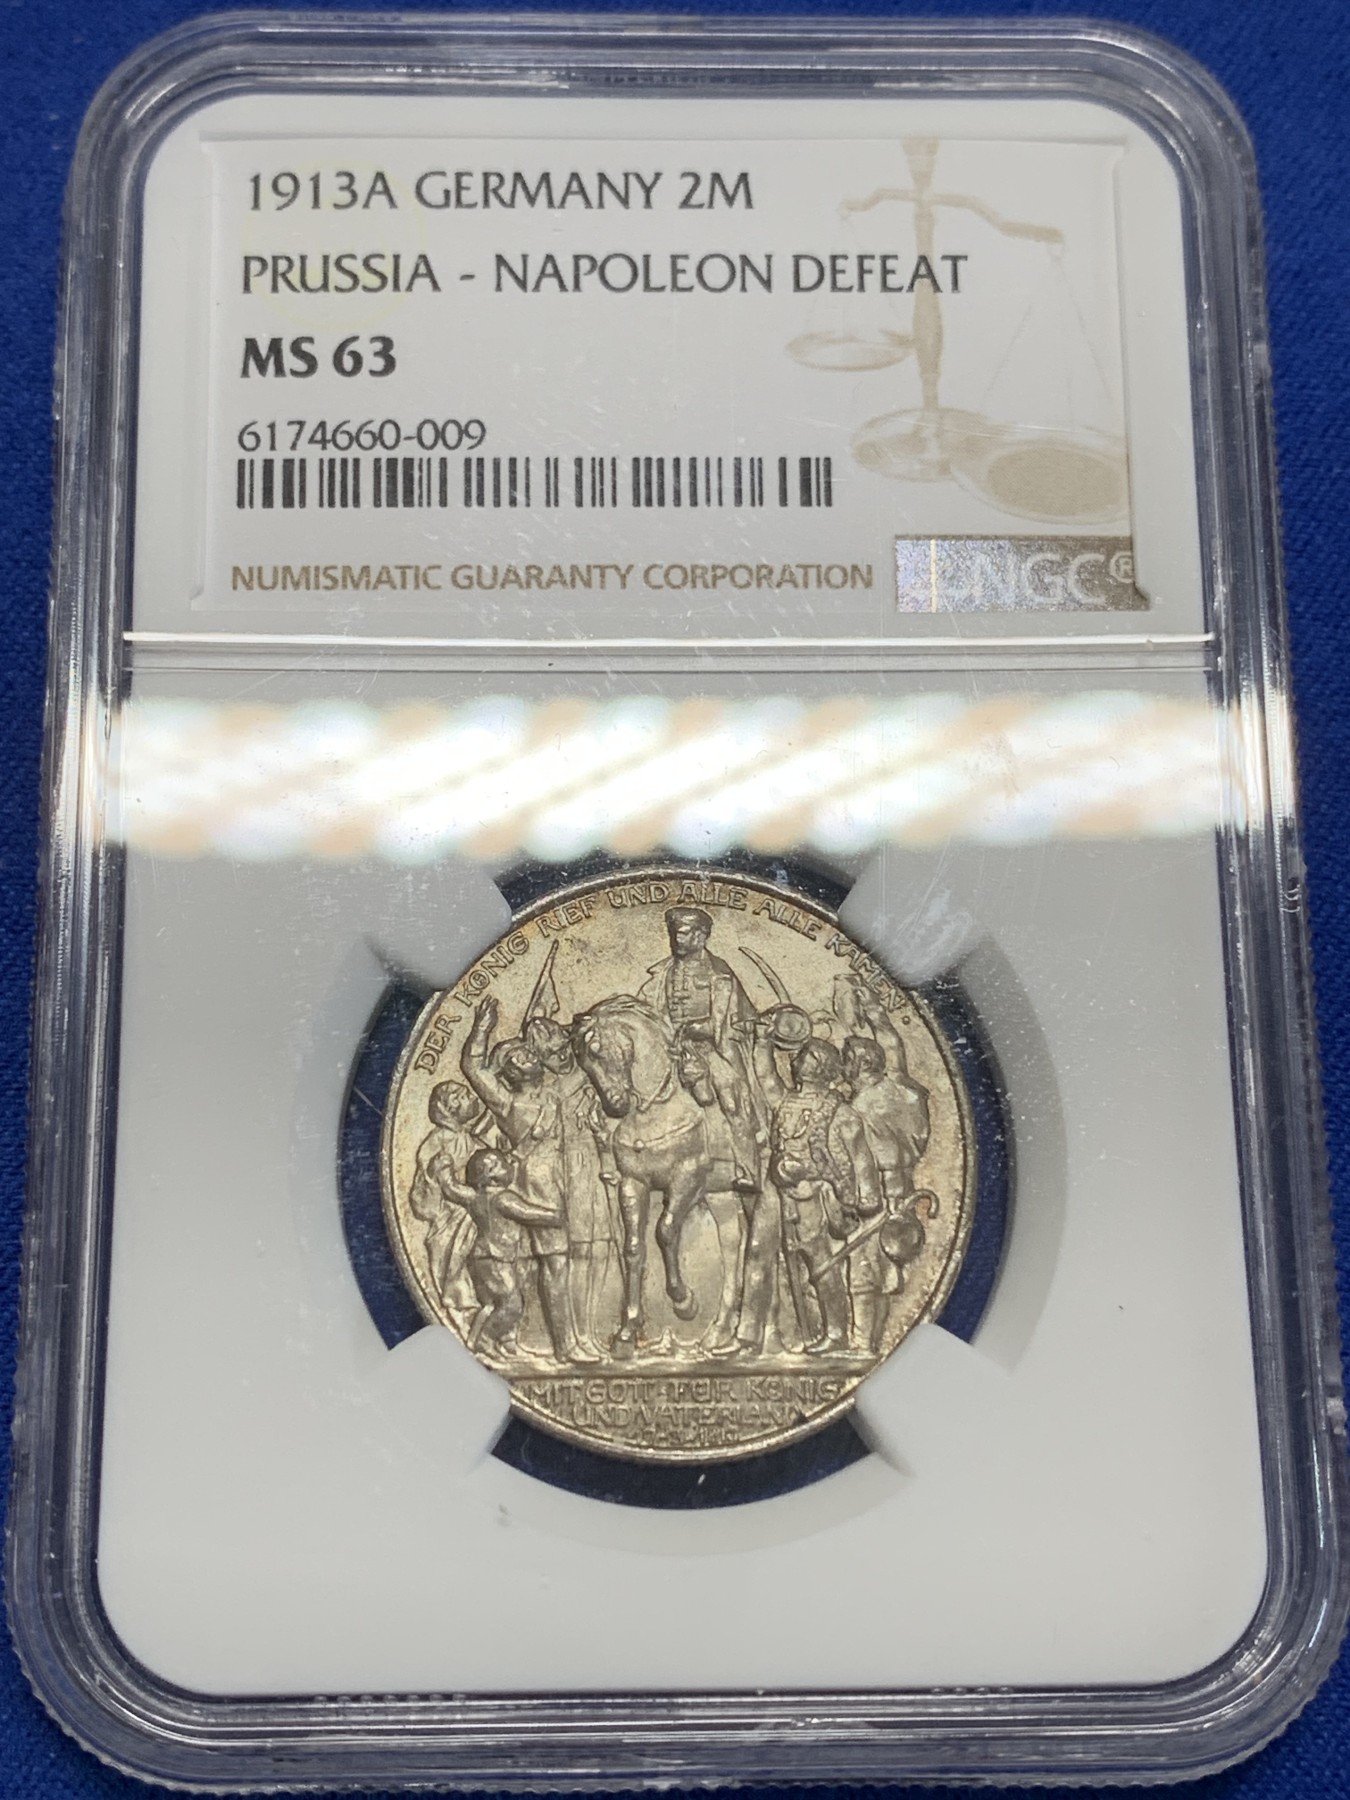 1913A GERMANY 2M
PRUSSIA - NAPOLEON DEFEAT
MS 63
6174660-009
NUMISMATIC GUARANTY CORPORATION
NGC®
DER KÖNIG RIEF UND ALLE ALLE KAMEN.
MIT GOTT FÜR KÖNIG
UND VATERLAND